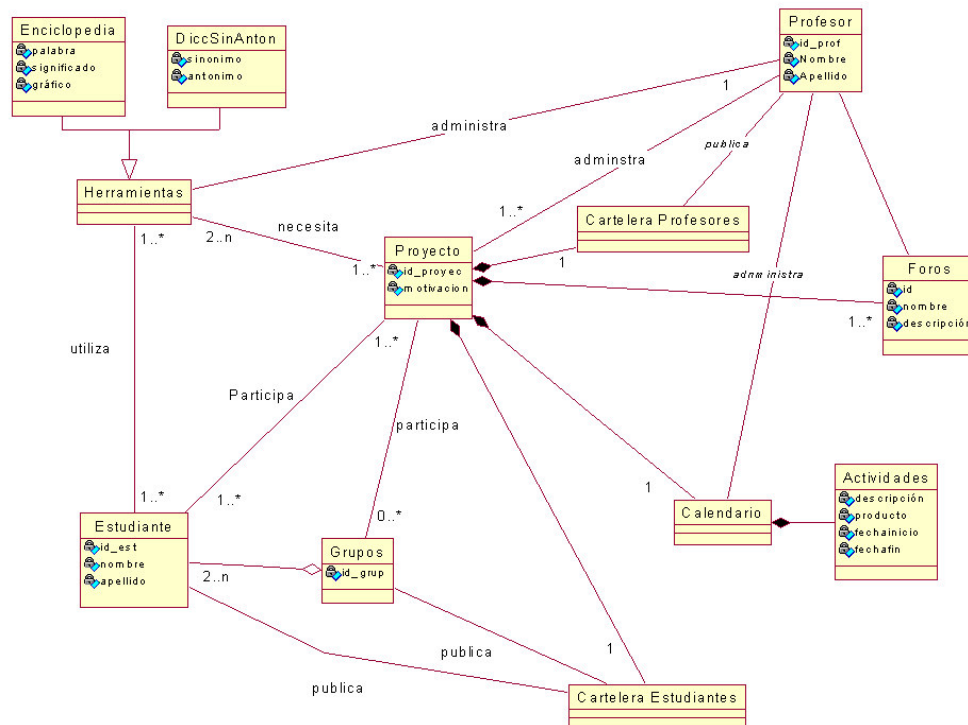 Enciclopedia
palabra
significado
gráfico
DiccSinAnton
sinonimo
antonimo
Profesor
id_prof
Nombre
Apellido
1
administra
adminstra
publica
Herramientas
1..*
2..n
necesita
1..*
Cartelera Profesores
1
Proyecto
id_proyec
motivacion
1..*
1..*
adnministra
Foros
id
nombre
descripción
1..*
utiliza
Participa
participa
1..*
1..*
0..*
1
Calendario
Actividades
descripción
producto
fechainicio
fechafin
Estudiante
id_est
nombre
apellido
2..n
Grupos
id_grup
publica
publica
1
Cartelera Estudiantes